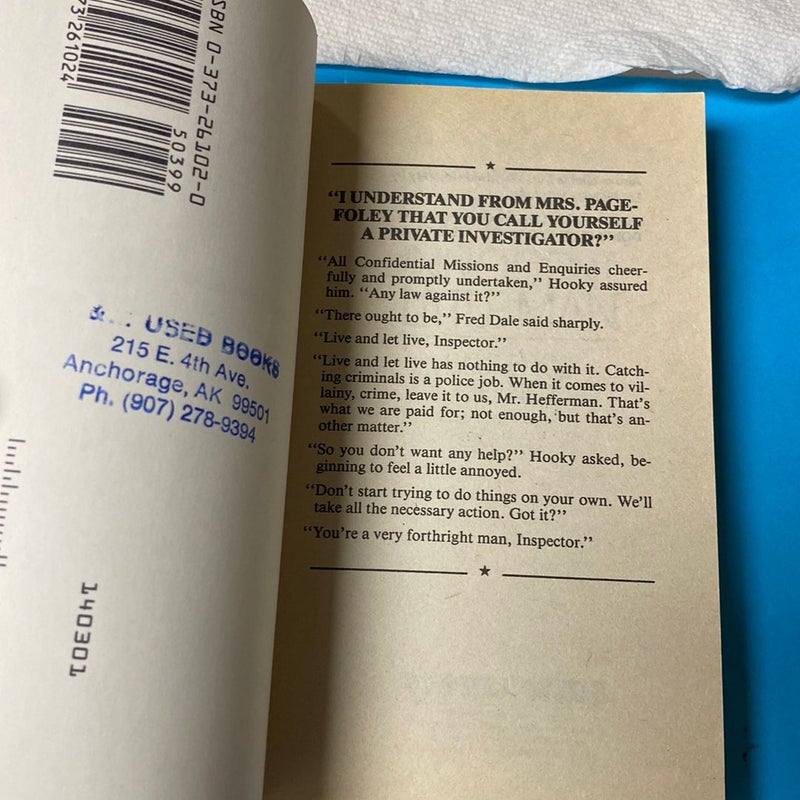 ISBN 0-373-26102-0
73 261024
50399
USED BOOKS
215 E. 4th Ave.
Anchorage, AK 99501
Ph. (907) 278-9394
140301
“I UNDERSTAND FROM MRS. PAGE-
FOLEY THAT YOU CALL YOURSELF
A PRIVATE INVESTIGATOR?”
“All Confidential Missions and Enquiries cheer-
fully and promptly undertaken,” Hooky assured
him. “Any law against it?”
“There ought to be,” Fred Dale said sharply.
“Live and let live, Inspector.”
“Live and let live has nothing to do with it. Catch-
ing criminals is a police job. When it comes to vil-
lainy, crime, leave it to us, Mr. Hefferman. That’s
what we are paid for; not enough, but that’s an-
other matter.”
“So you don’t want any help?” Hooky asked, be-
ginning to feel a little annoyed.
“Don’t start trying to do things on your own. We’ll
take all the necessary action. Got it?”
“You’re a very forthright man, Inspector.”